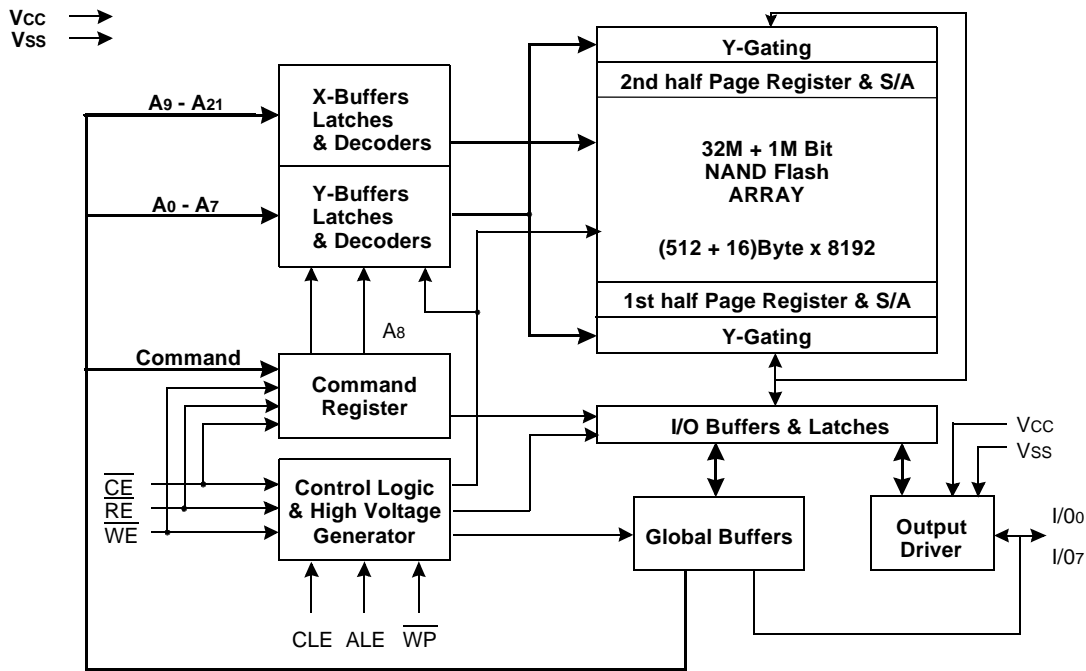 VCC
VSS
A9 - A21
X-Buffers
Latches
& Decoders
A0 - A7
Y-Buffers
Latches
& Decoders
Y-Gating
2nd half Page Register & S/A
32M + 1M Bit
NAND Flash
ARRAY
(512 + 16)Byte x 8192
1st half Page Register & S/A
Y-Gating
A8
Command
Command
Register
I/O Buffers & Latches
VCC
VSS
CE
RE
WE
Control Logic
& High Voltage
Generator
Global Buffers
Output
Driver
I/00
I/07
CLE ALE WP